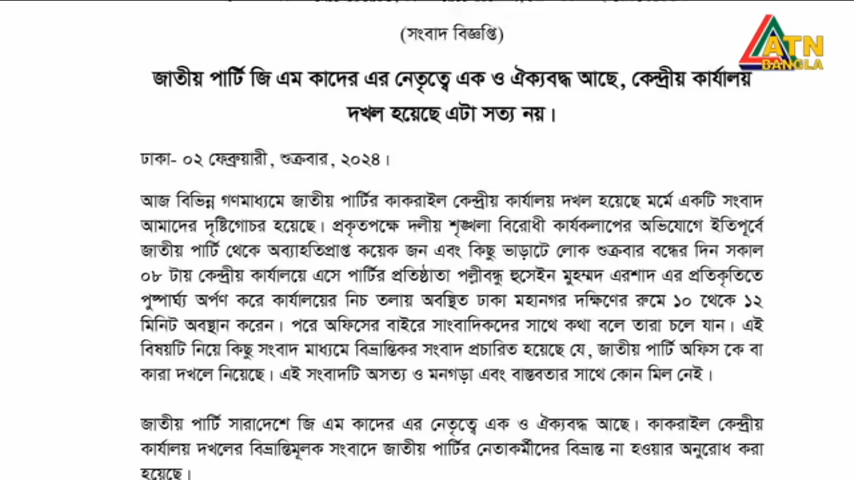 (সংবাদ বিজ্ঞপ্তি)
ATN
BANGLA
জাতীয় পার্টি জি এম কাদের এর নেতৃত্বে এক ও ঐক্যবদ্ধ আছে, কেন্দ্রীয় কার্যালয়
দখল হয়েছে এটা সত্য নয়।
ঢাকা- ০২ ফেব্রুয়ারী, শুক্রবার, ২০২৪।
আজ বিভিন্ন গণমাধ্যমে জাতীয় পার্টির কাকরাইল কেন্দ্রীয় কার্যালয় দখল হয়েছে মর্মে একটি সংবাদ
আমাদের দৃষ্টিগোচর হয়েছে। প্রকৃতপক্ষে দলীয় শৃঙ্খলা বিরোধী কার্যকলাপের অভিযোগে ইতিপূর্বে
জাতীয় পার্টি থেকে অব্যাহতিপ্রাপ্ত কয়েক জন এবং কিছু ভাড়াটে লোক শুক্রবার বন্ধের দিন সকাল
০৮ টায় কেন্দ্রীয় কার্যালয়ে এসে পার্টির প্রতিষ্ঠাতা পল্লীবন্ধু হুসেইন মুহম্মদ এরশাদ এর প্রতিকৃতিতে
পুষ্পার্ঘ্য অর্পণ করে কার্যালয়ের নিচ তলায় অবস্থিত ঢাকা মহানগর দক্ষিণের রুমে ১০ থেকে ১২
মিনিট অবস্থান করেন। পরে অফিসের বাইরে সাংবাদিকদের সাথে কথা বলে তারা চলে যান। এই
বিষয়টি নিয়ে কিছু সংবাদ মাধ্যমে বিভ্রান্তিকর সংবাদ প্রচারিত হয়েছে যে, জাতীয় পার্টি অফিস কে বা
কারা দখলে নিয়েছে। এই সংবাদটি অসত্য ও মনগড়া এবং বাস্তবতার সাথে কোন মিল নেই।
জাতীয় পার্টি সারাদেশে জি এম কাদের এর নেতৃত্বে এক ও ঐক্যবদ্ধ আছে। কাকরাইল কেন্দ্রীয়
কার্যালয় দখলের বিভ্রান্তিমূলক সংবাদে জাতীয় পার্টির নেতাকর্মীদের বিভ্রান্ত না হওয়ার অনুরোধ করা
হয়েছে।